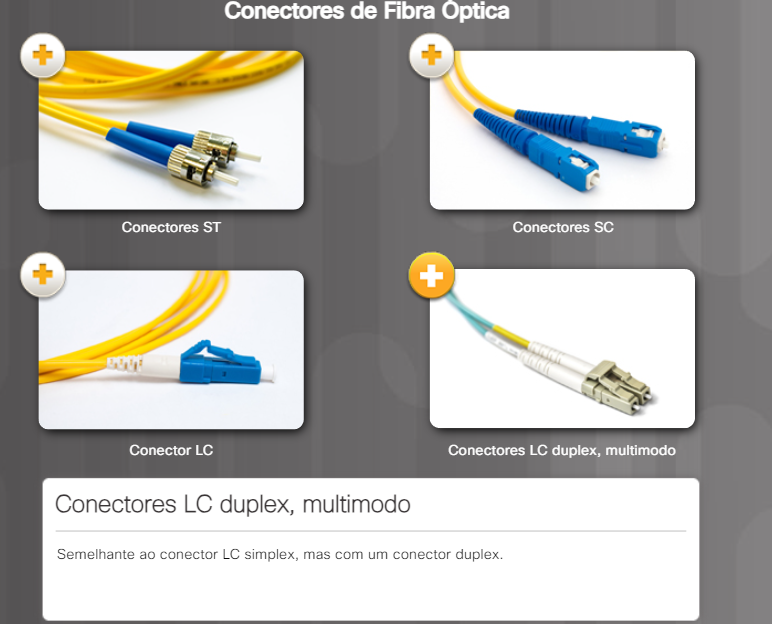 Conectores de Fibra Óptica
Conectores ST
Conectores SC
Conector LC
Conectores LC duplex, multimodo
Conectores LC duplex, multimodo
Semelhante ao conector LC simplex, mas com um conector duplex.